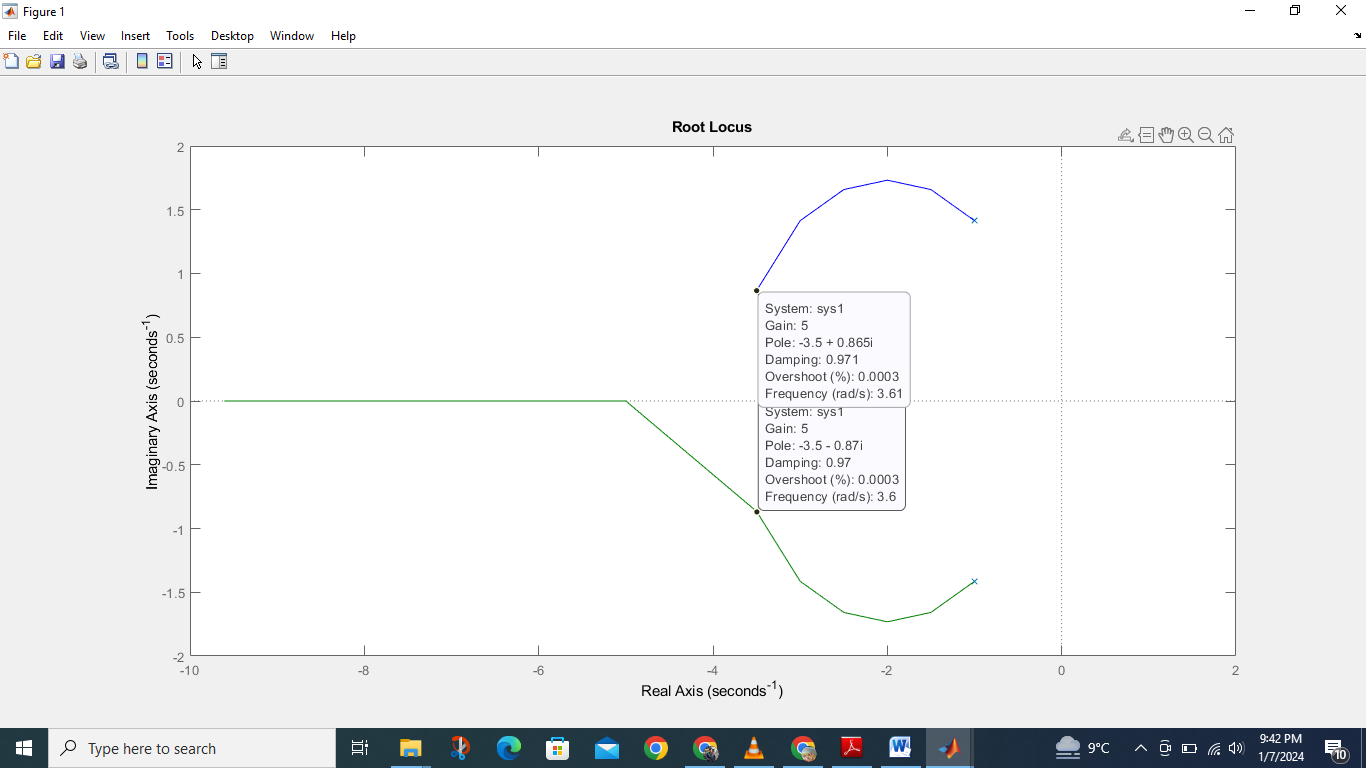 Figure 1
File Edit View Insert Tools Desktop Window Help
Root Locus
2
1.5
1
0.5
0
-0.5
-1
-1.5
-2
Imaginary Axis (seconds-1)
System: sys1
Gain: 5
Pole: -3.5 + 0.865i
Damping: 0.971
Overshoot (%): 0.0003
Frequency (rad/s): 3.61
System: sys1
Gain: 5
Pole: -3.5 - 0.87i
Damping: 0.97
Overshoot (%): 0.0003
Frequency (rad/s): 3.6
-10 -8 -6 -4 -2 0 2
Real Axis (seconds-1)
Type here to search
W
9°C
9:42 PM
1/7/2024
10